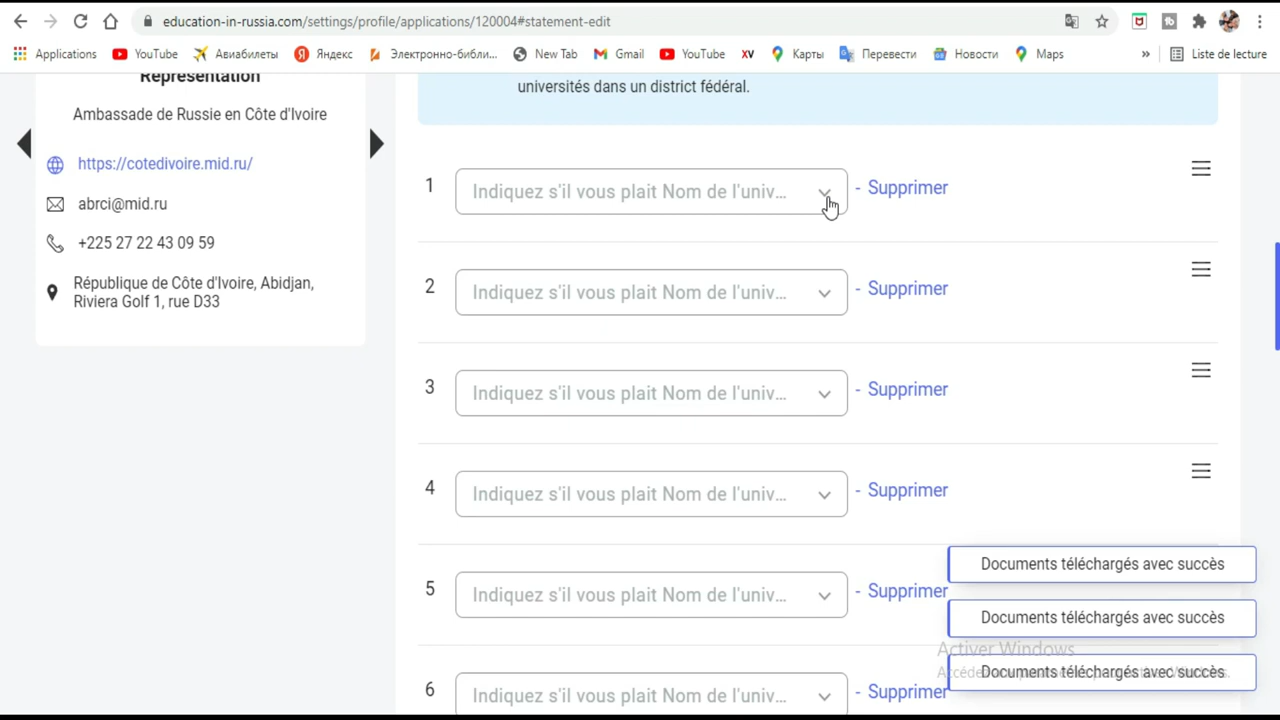 education-in-russia.com/settings/profile/applications/120004#statement-edit
Applications
YouTube
Авиабилеты
Яндекс
Электронно-библи...
New Tab
Gmail
YouTube
XV
Карты
Перевести
Новости
Maps
»
Liste de lecture
Représentation
Ambassade de Russie en Côte d'Ivoire
https://cotedivoire.mid.ru/
abrci@mid.ru
+225 27 22 43 09 59
République de Côte d'Ivoire, Abidjan,
Riviera Golf 1, rue D33
universités dans un district fédéral.
1 Indiquez s'il vous plait Nom de l'univ... - Supprimer
2 Indiquez s'il vous plait Nom de l'univ... - Supprimer
3 Indiquez s'il vous plait Nom de l'univ... - Supprimer
4 Indiquez s'il vous plait Nom de l'univ... - Supprimer
5 Indiquez s'il vous plait Nom de l'univ... - Supprimer
6 Indiquez s'il vous plait Nom de l'univ... - Supprimer
Documents téléchargés avec succès
Documents téléchargés avec succès
Activer Windows
Documents téléchargés avec succès